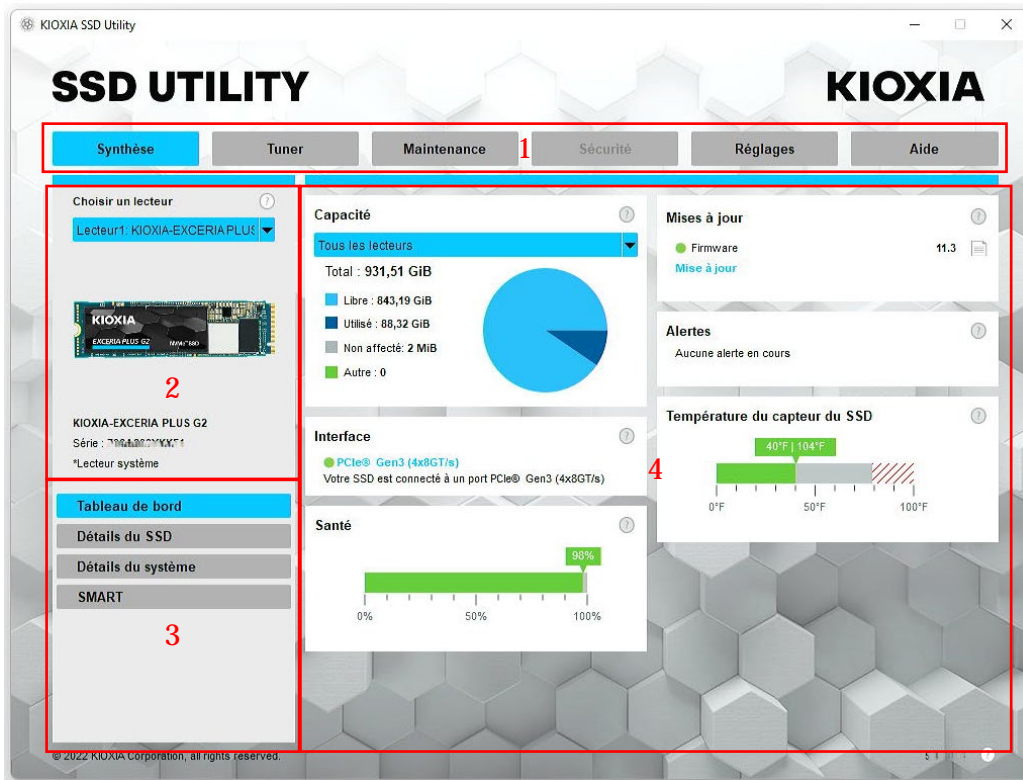 KIOXIA SSD Utility
SSD UTILITY
KIOXIA
Synthèse
Tuner
Maintenance
1
Sécurité
Réglages
Aide
Choisir un lecteur
?
Lecteur1: KIOXIA-EXCERIA PLUS
KIOXIA
EXCERIA PLUS G2
NVMe™ SSD
2
KIOXIA-EXCERIA PLUS G2
Série :
*Lecteur système
Tableau de bord
Détails du SSD
Détails du système
SMART
3
Capacité
?
Tous les lecteurs
Total : 931,51 GiB
Libre : 843,19 GiB
Utilisé : 88,32 GiB
Non affecté: 2 MiB
Autre : 0
Interface
?
PCIe® Gen3 (4x8GT/s)
Votre SSD est connecté à un port PCIe® Gen3 (4x8GT/s)
4
Santé
?
98%
0% 50% 100%
Mises à jour
?
Firmware 11.3
Mise à jour
Alertes
?
Aucune alerte en cours
Température du capteur du SSD
?
40°F | 104°F
0°F 50°F 100°F
© 2022 KIOXIA Corporation, all rights reserved.
?